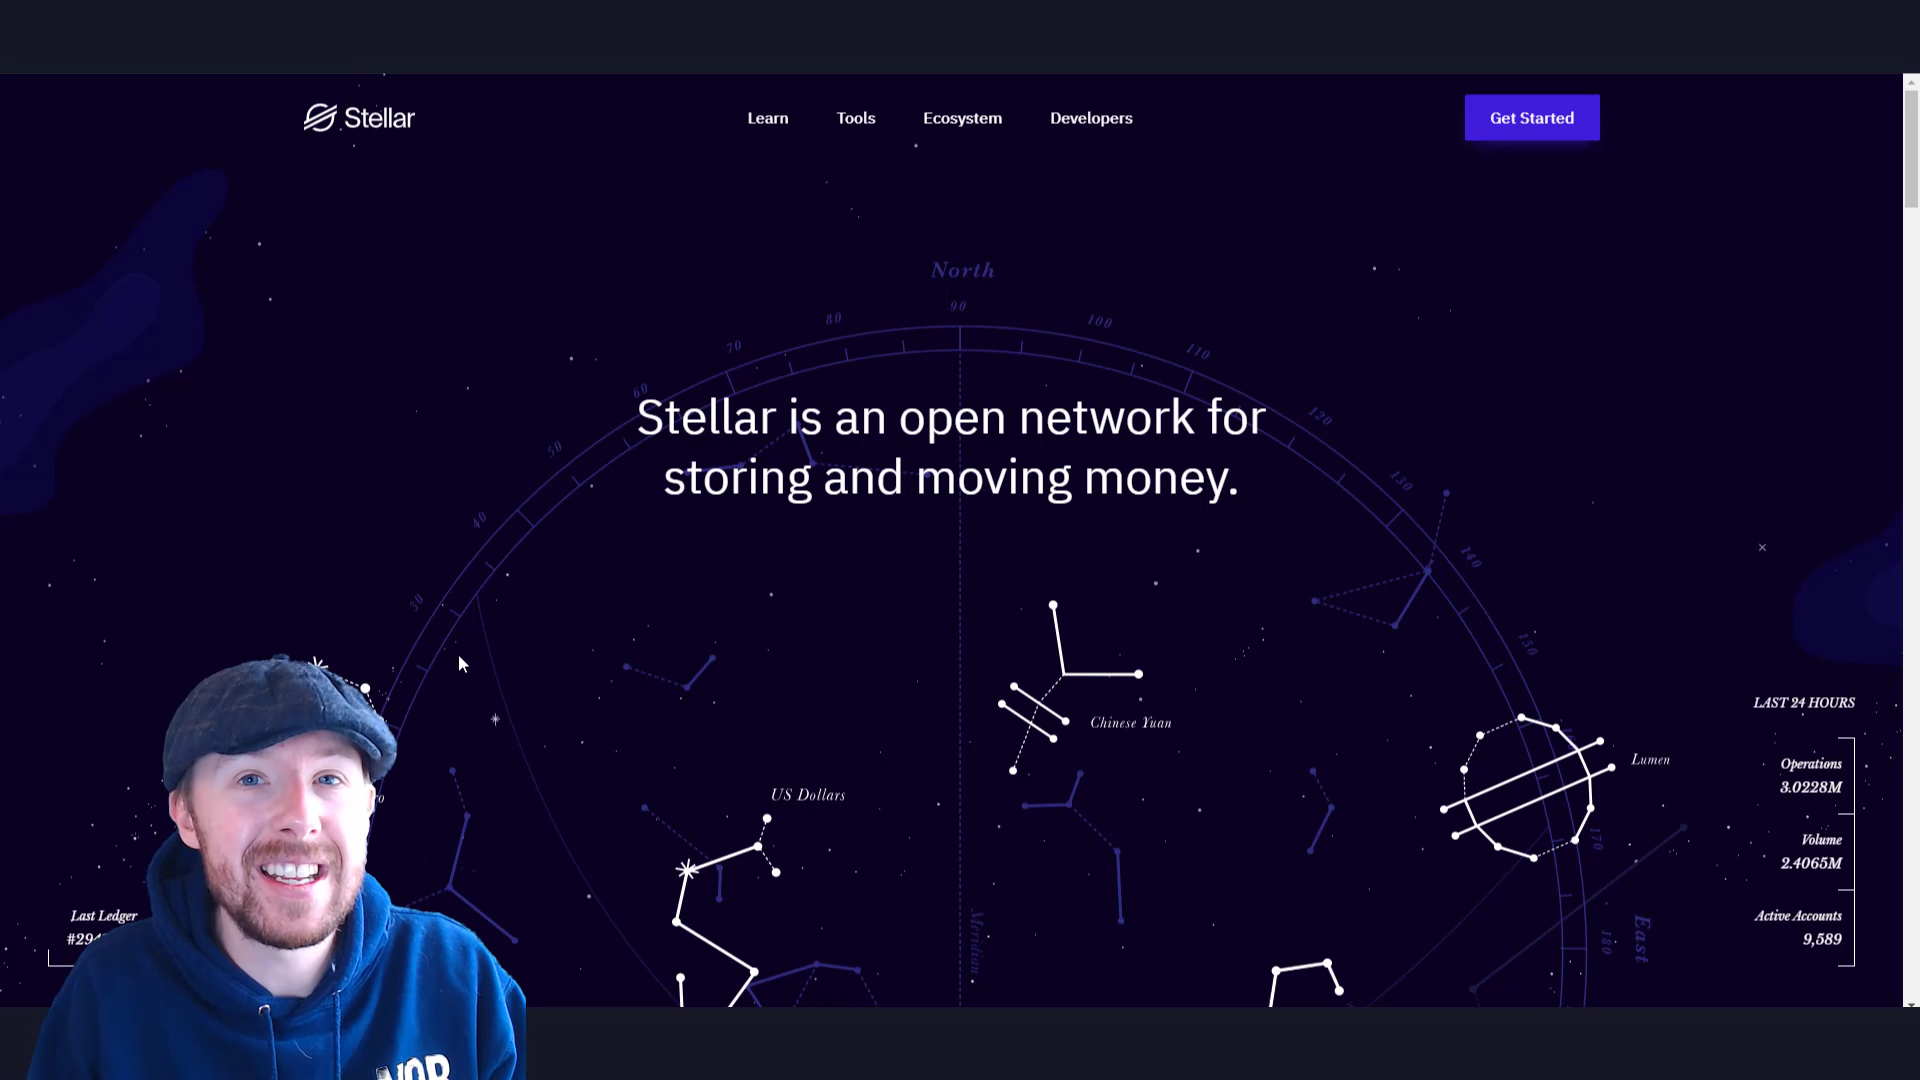 Stellar
Learn
Tools
Ecosystem
Developers
Get Started
North
30
40
50
60
70
80
90
100
110
120
130
140
150
170
180
Stellar is an open network for
storing and moving money.
Chinese Yuan
Lumen
US Dollars
Meridian
East
LAST 24 HOURS
Operations
3.0228M
Volume
2.4065M
Active Accounts
9,589
Last Ledger